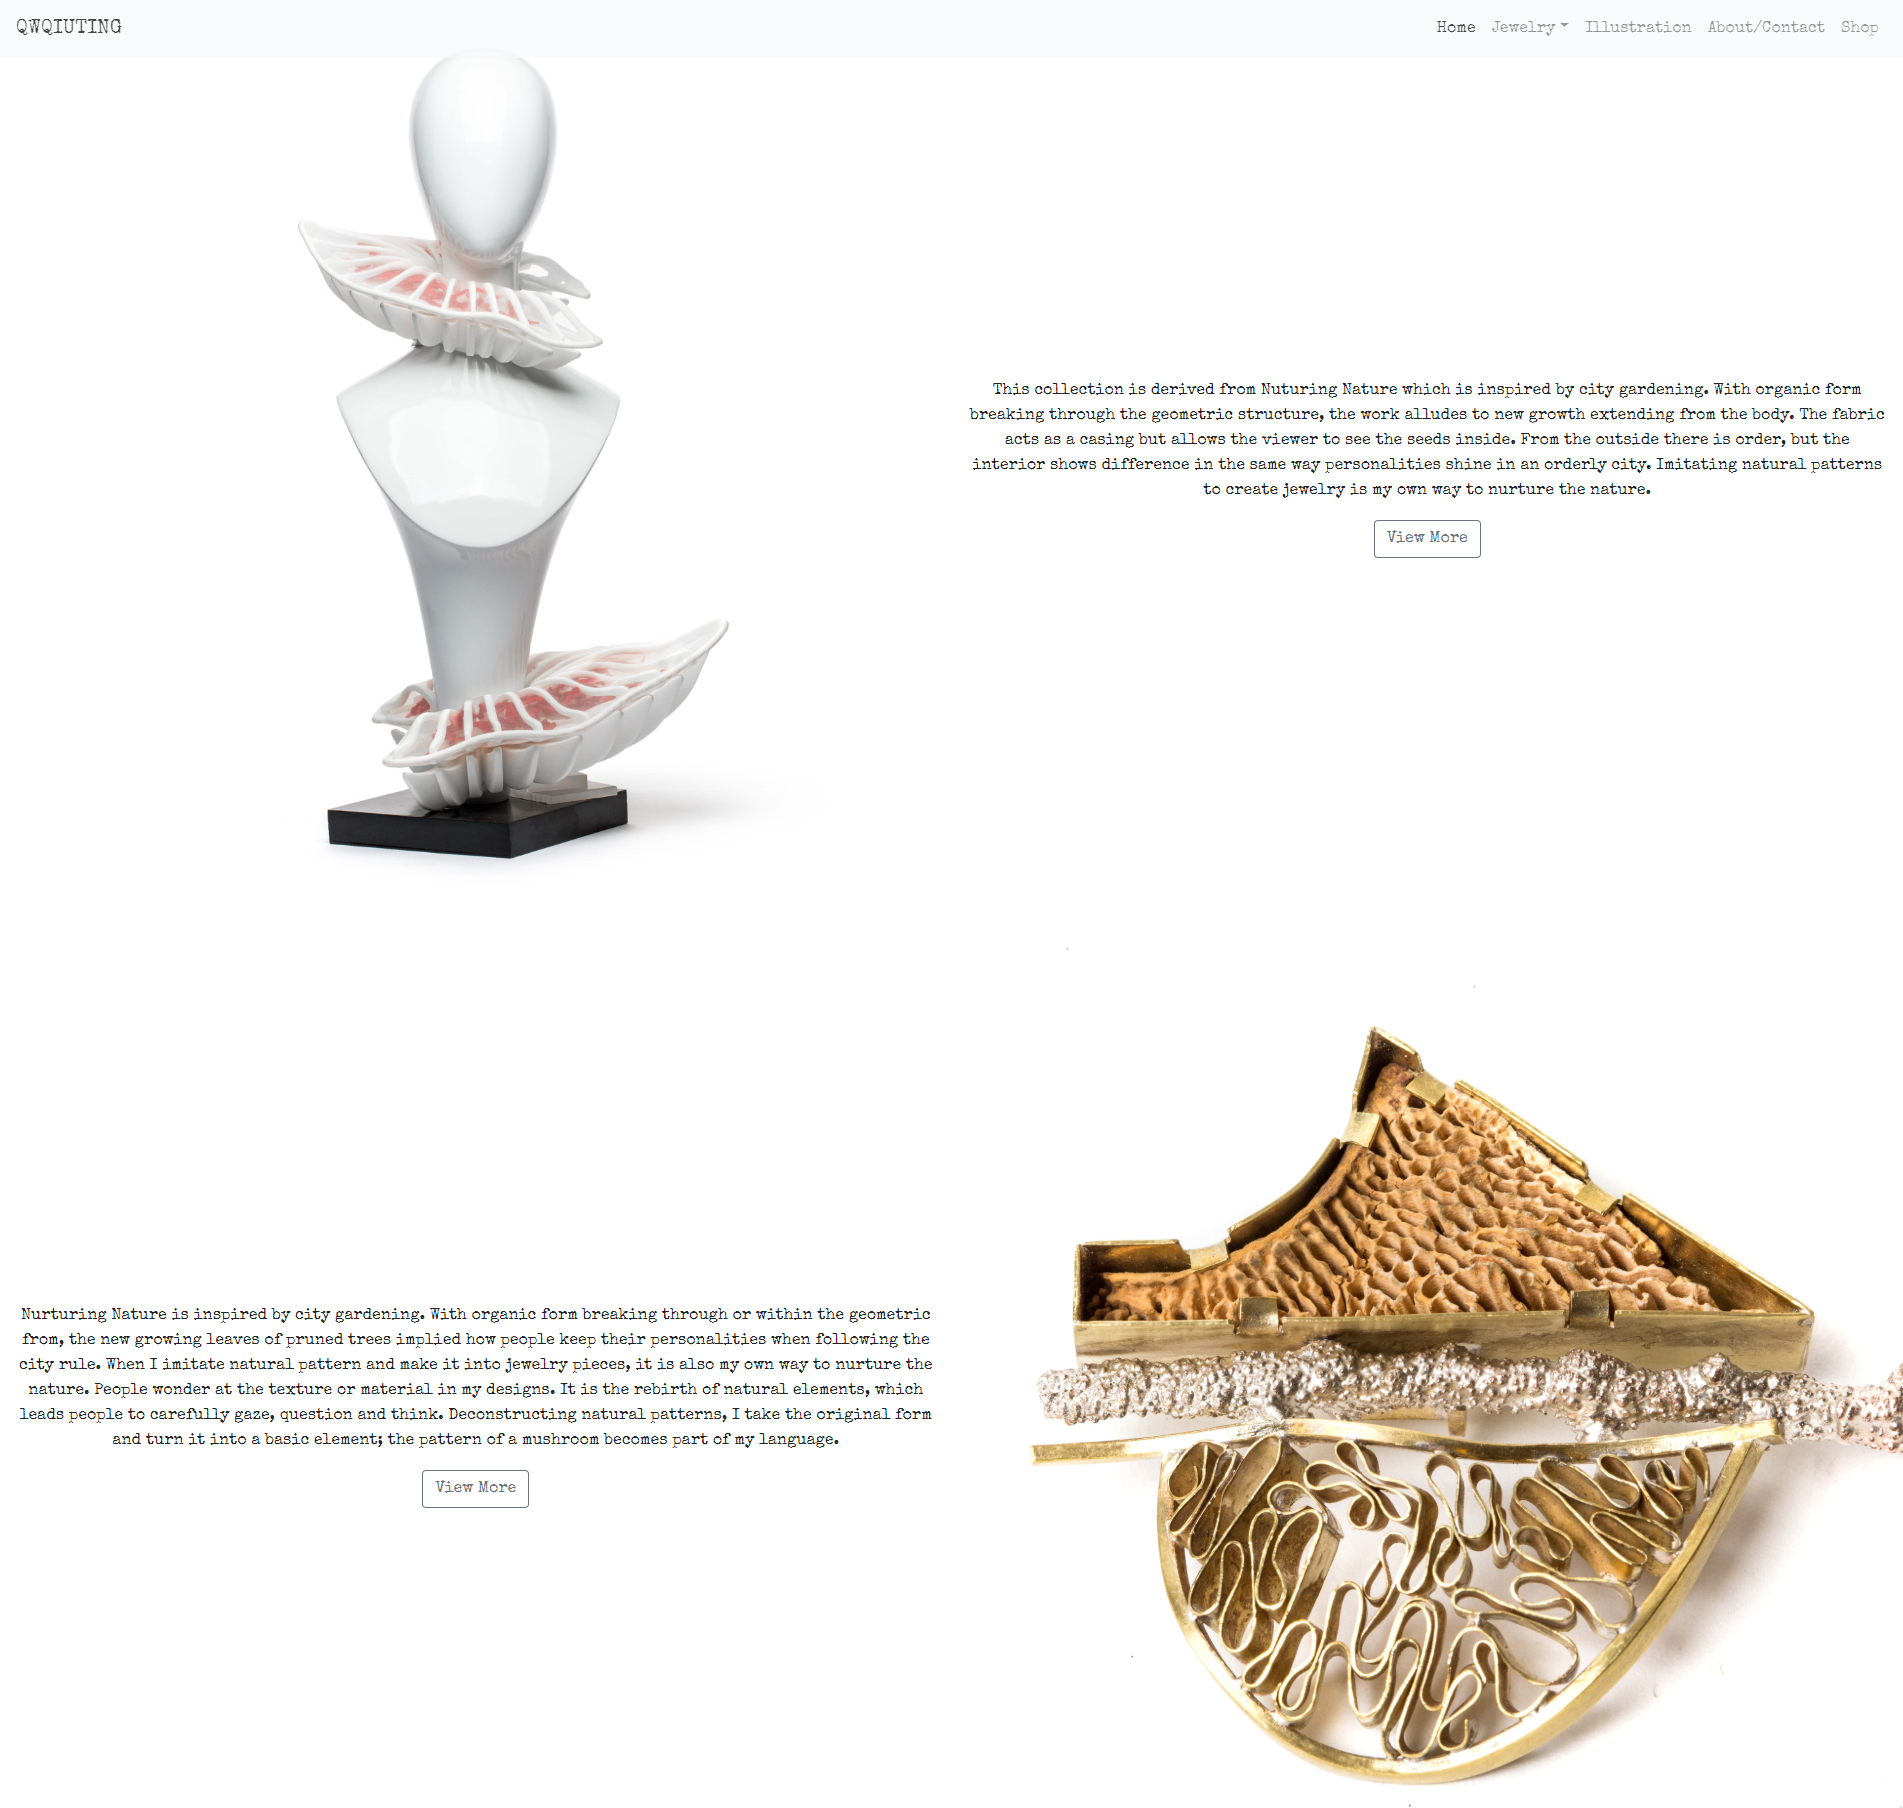 QWQIUTING
Home Jewelry Illustration About/Contact Shop
This collection is derived from Nuturing Nature which is inspired by city gardening. With organic form
breaking through the geometric structure, the work alludes to new growth extending from the body. The fabric
acts as a casing but allows the viewer to see the seeds inside. From the outside there is order, but the
interior shows difference in the same way personalities shine in an orderly city. Imitating natural patterns
to create jewelry is my own way to nurture the nature.
View More
Nurturing Nature is inspired by city gardening. With organic form breaking through or within the geometric
from, the new growing leaves of pruned trees implied how people keep their personalities when following the
city rule. When I imitate natural pattern and make it into jewelry pieces, it is also my own way to nurture the
nature. People wonder at the texture or material in my designs. It is the rebirth of natural elements, which
leads people to carefully gaze, question and think. Deconstructing natural patterns, I take the original form
and turn it into a basic element; the pattern of a mushroom becomes part of my language.
View More